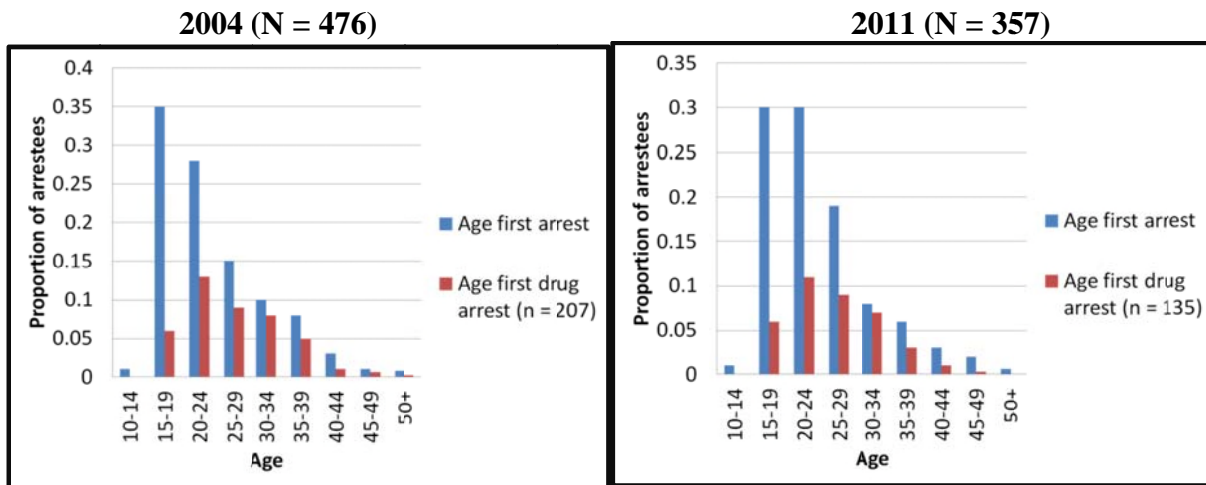 2004 (N = 476)
0.4
0.35
0.3
0.25
0.2
0.15
0.1
0.05
0
Proportion of arrestees
10-14
15-19
20-24
25-29
30-34
35-39
40-44
45-49
50+
Age
Age first arrest
Age first drug
arrest (n = 207)
2011 (N = 357)
0.35
0.3
0.25
0.2
0.15
0.1
0.05
0
Proportion of arrestees
10-14
15-19
20-24
25-29
30-34
35-39
40-44
45-49
50+
Age
Age first arrest
Age first drug
arrest (n = 135)